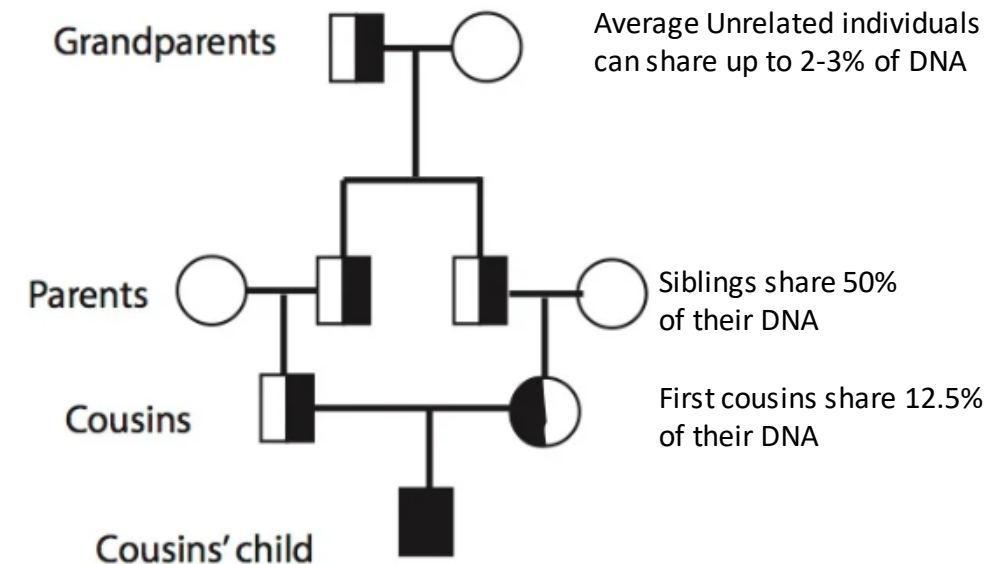 Grandparents
Average Unrelated individuals
can share up to 2-3% of DNA
Parents
Siblings share 50%
of their DNA
Cousins
First cousins share 12.5%
of their DNA
Cousins' child